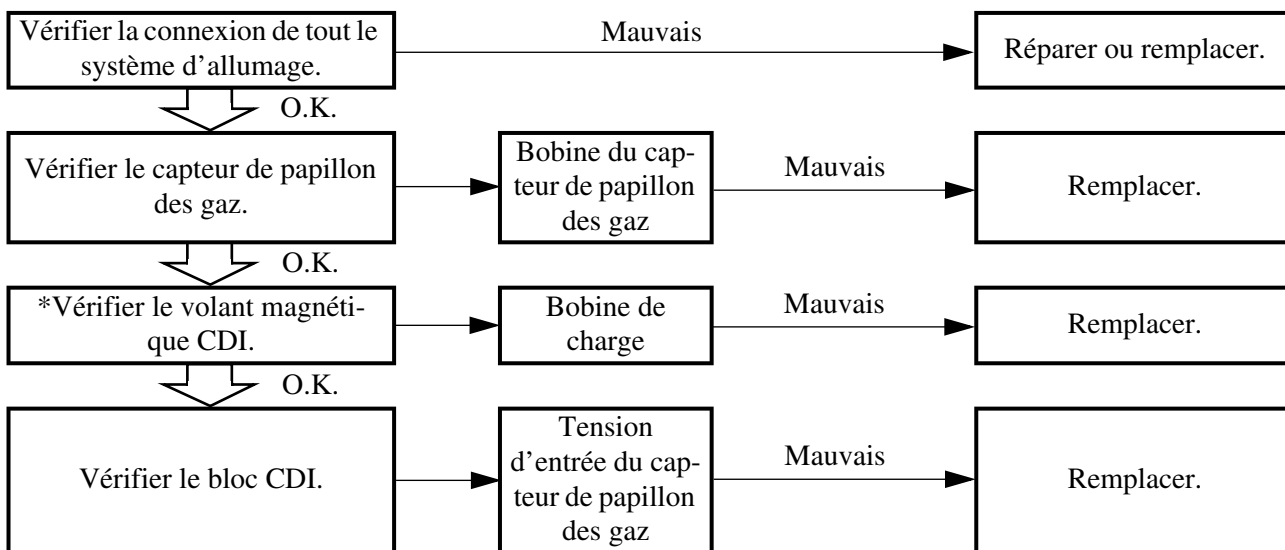 Vérifier la connexion de tout le
système d'allumage.
Mauvais
Réparer ou remplacer.
O.K.
Vérifier le capteur de papillon
des gaz.
Bobine du cap-
teur de papillon
des gaz
Mauvais
Remplacer.
O.K.
*Vérifier le volant magnéti-
que CDI.
Bobine de
charge
Mauvais
Remplacer.
O.K.
Vérifier le bloc CDI.
Tension
d'entrée du cap-
teur de papillon
des gaz
Mauvais
Remplacer.